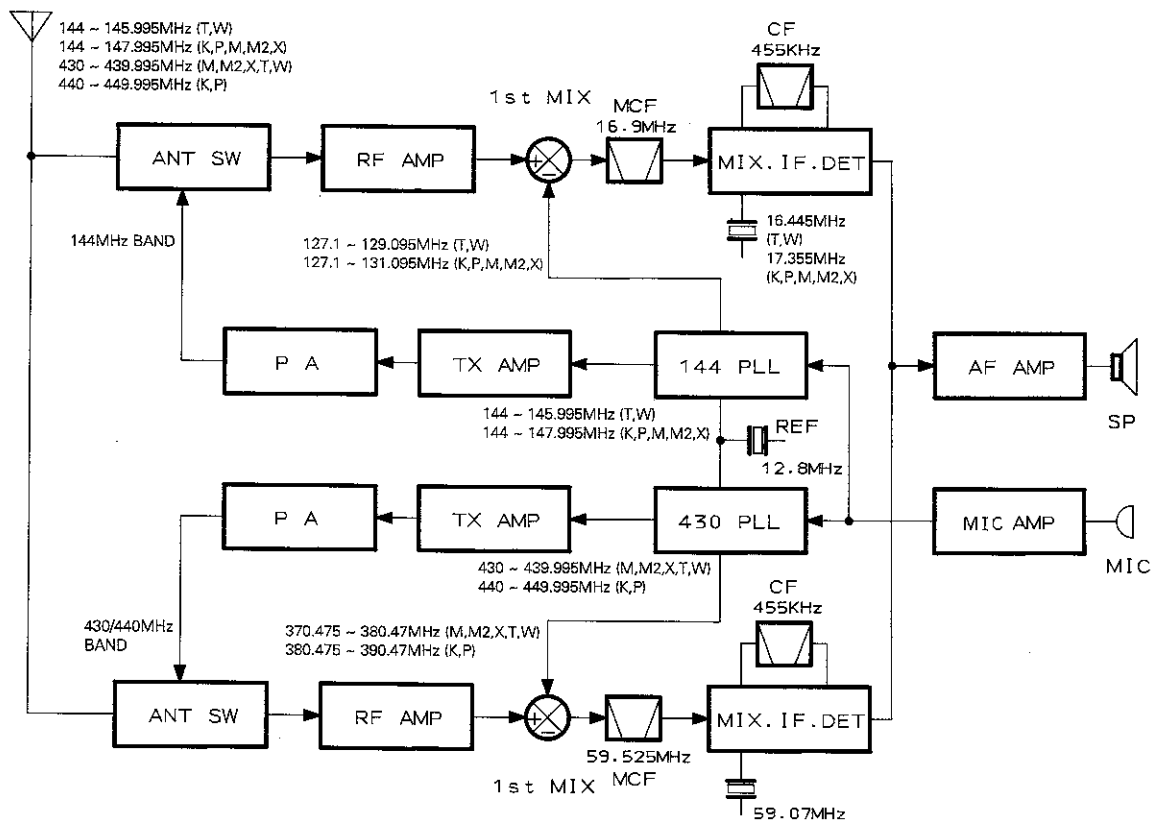 144 ~ 145.995MHz (T,W)
144 ~ 147.995MHz (K,P,M,M2,X)
430 ~ 439.995MHz (M,M2,X,T,W)
440 ~ 449.995MHz (K,P)
CF
455KHz
1st MIX
MCF
16.9MHz
ANT SW
RF AMP
MIX.IF.DET
144MHz BAND
127.1 ~ 129.095MHz (T,W)
127.1 ~ 131.095MHz (K,P,M,M2,X)
16.445MHz
(T,W)
17.355MHz
(K,P,M,M2,X)
P A
TX AMP
144 PLL
AF AMP
SP
144 ~ 145.995MHz (T,W)
144 ~ 147.995MHz (K,P,M,M2,X)
REF
12.8MHz
P A
TX AMP
430 PLL
MIC AMP
MIC
430 ~ 439.995MHz (M,M2,X,T,W)
440 ~ 449.995MHz (K,P)
CF
455KHz
430/440MHz
BAND
370.475 ~ 380.47MHz (M,M2,X,T,W)
380.475 ~ 390.47MHz (K,P)
ANT SW
RF AMP
MIX.IF.DET
59.525MHz
MCF
1st MIX
59.07MHz